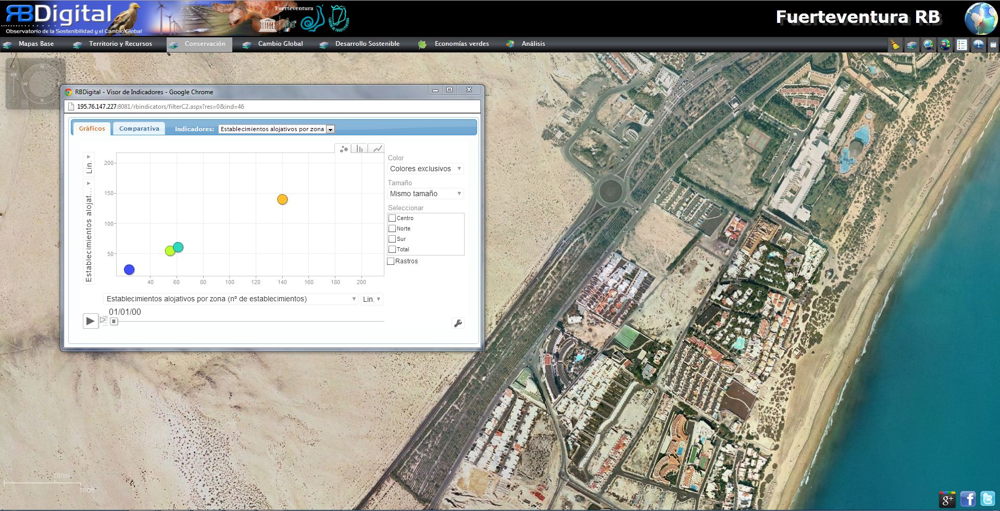 RBDigital
Observatorio de la Sostenibilidad y el Cambio Global
Fuerteventura
MaB
Fuerteventura RB
Mapas Base
Territorio y Recursos
Conservación
Cambio Global
Desarrollo Sostenible
Economías verdes
Análisis
N
W
E
S
RBDigital - Visor de Indicadores - Google Chrome
195.76.147.227:8081/rbindicators/filterC2.aspx?res=0&ind=46
Gráficos
Comparativa
Indicadores:
Establecimientos alojativos por zona
Lin.
Establecimientos alojat...
200
150
100
50
40
60
80
100
120
140
160
180
200
Color
Colores exclusivos
Tamaño
Mismo tamaño
Seleccionar
Centro
Norte
Sur
Total
Rastros
Establecimientos alojativos por zona (nº de establecimientos)
Lin.
01/01/00
100m
500ft
g+
f